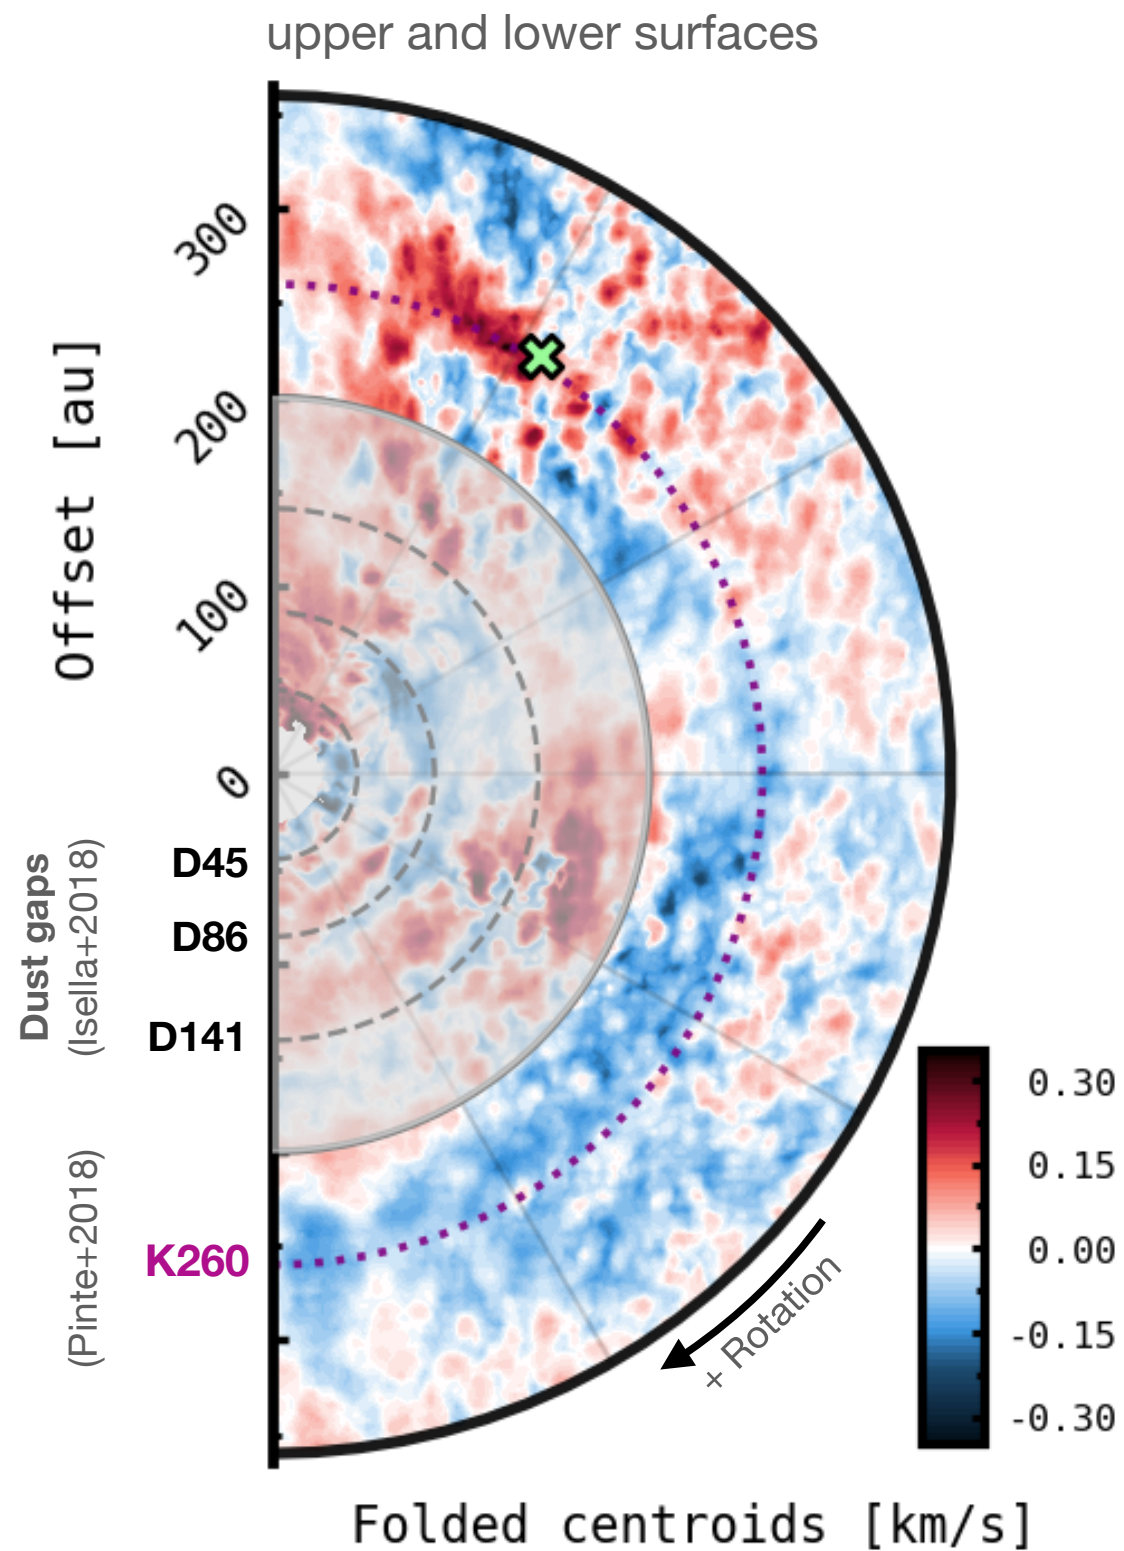 upper and lower surfaces
Offset [au]
300
200
100
0
Dust gaps
(Isella+2018)
D45
D86
D141
(Pinte+2018)
K260
+ Rotation
0.30
0.15
0.00
-0.15
-0.30
Folded centroids [km/s]